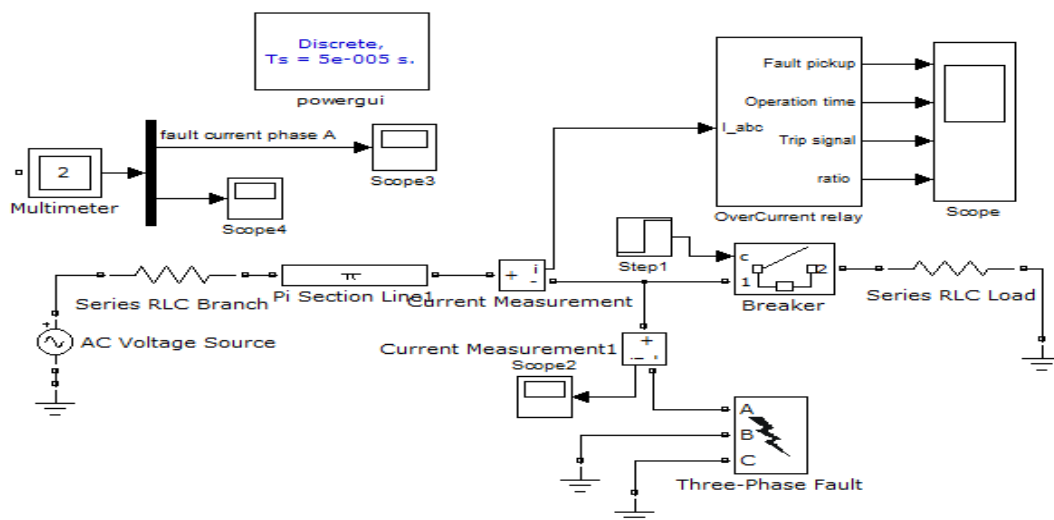 Discrete,
Ts = 5e-005 s.
powergui
Fault pickup
Operation time
I_abc
Trip signal
ratio
OverCurrent relay
Scope
fault current phase A
Scope3
2
Multimeter
Scope4
Step1
c
1
2
Breaker
+
i
-
Series RLC Branch
Pi Section Line1
Current Measurement
Series RLC Load
+
AC Voltage Source
Current Measurement1
+
i
-
Scope2
A
B
C
Three-Phase Fault